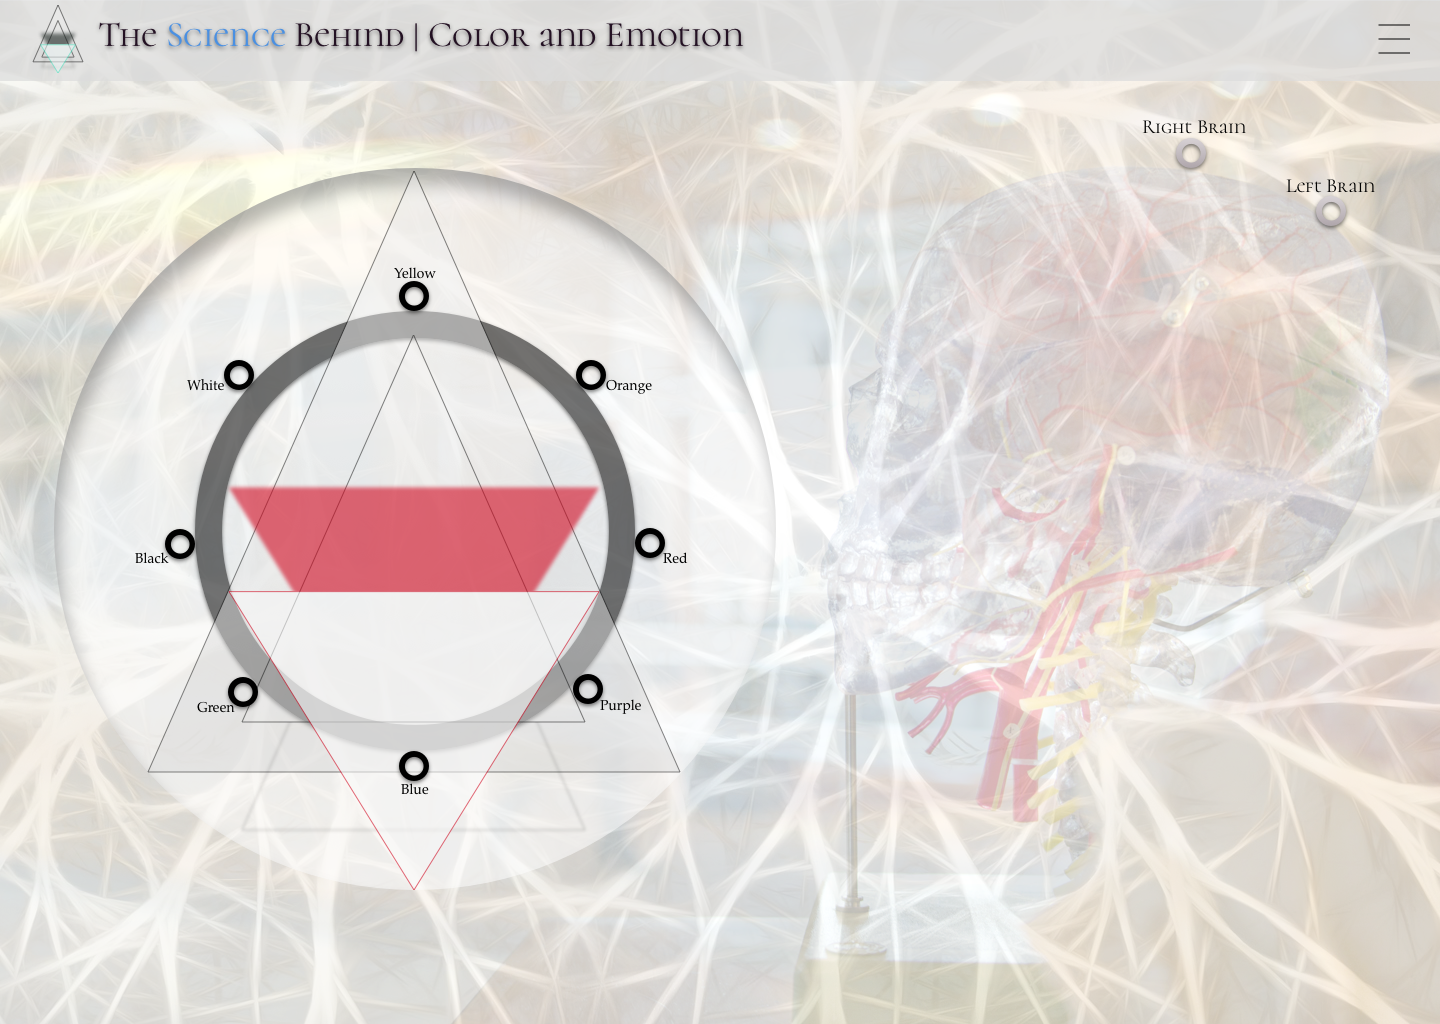 The Science Behind | Color and Emotion
Right Brain
Left Brain
Yellow
White
Orange
Black
Red
Green
Purple
Blue